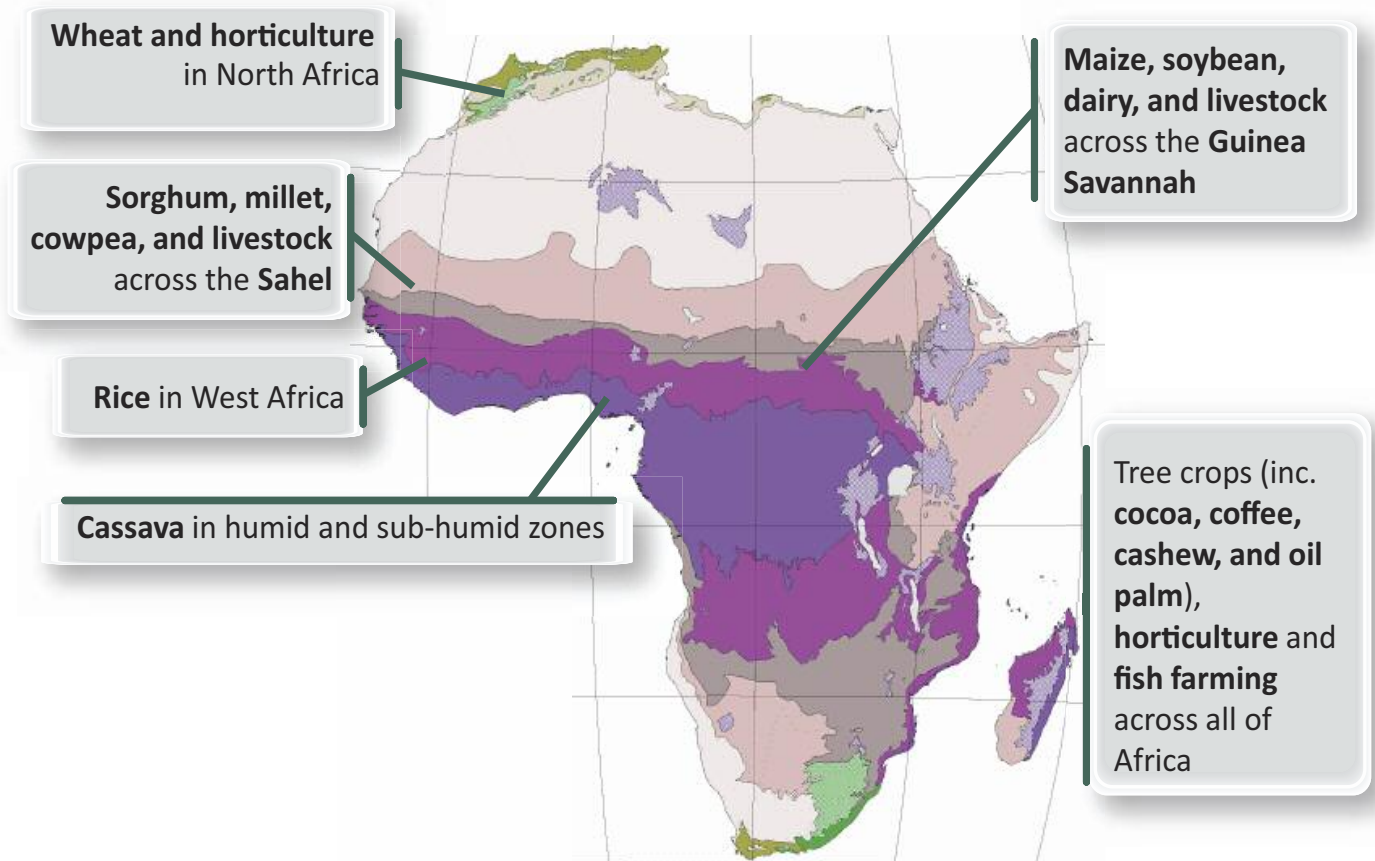 Wheat and horticulture
in North Africa
Sorghum, millet,
cowpea, and livestock
across the Sahel
Rice in West Africa
Cassava in humid and sub-humid zones
Maize, soybean,
dairy, and livestock
across the Guinea
Savannah
Tree crops (inc.
cocoa, coffee,
cashew, and oil
palm),
horticulture and
fish farming
across all of
Africa